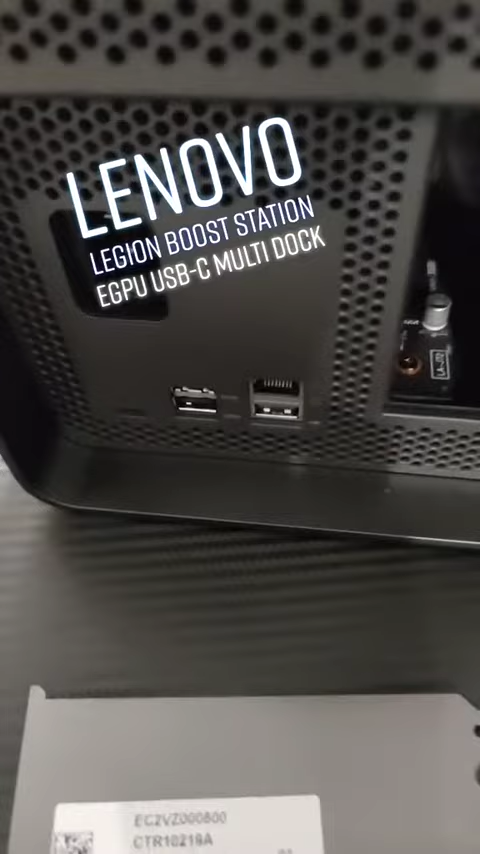 LENOVO
LEGION BOOST STATION
EGPU USB-C MULTI DOCK
EC2VZ000800
CTR10219A